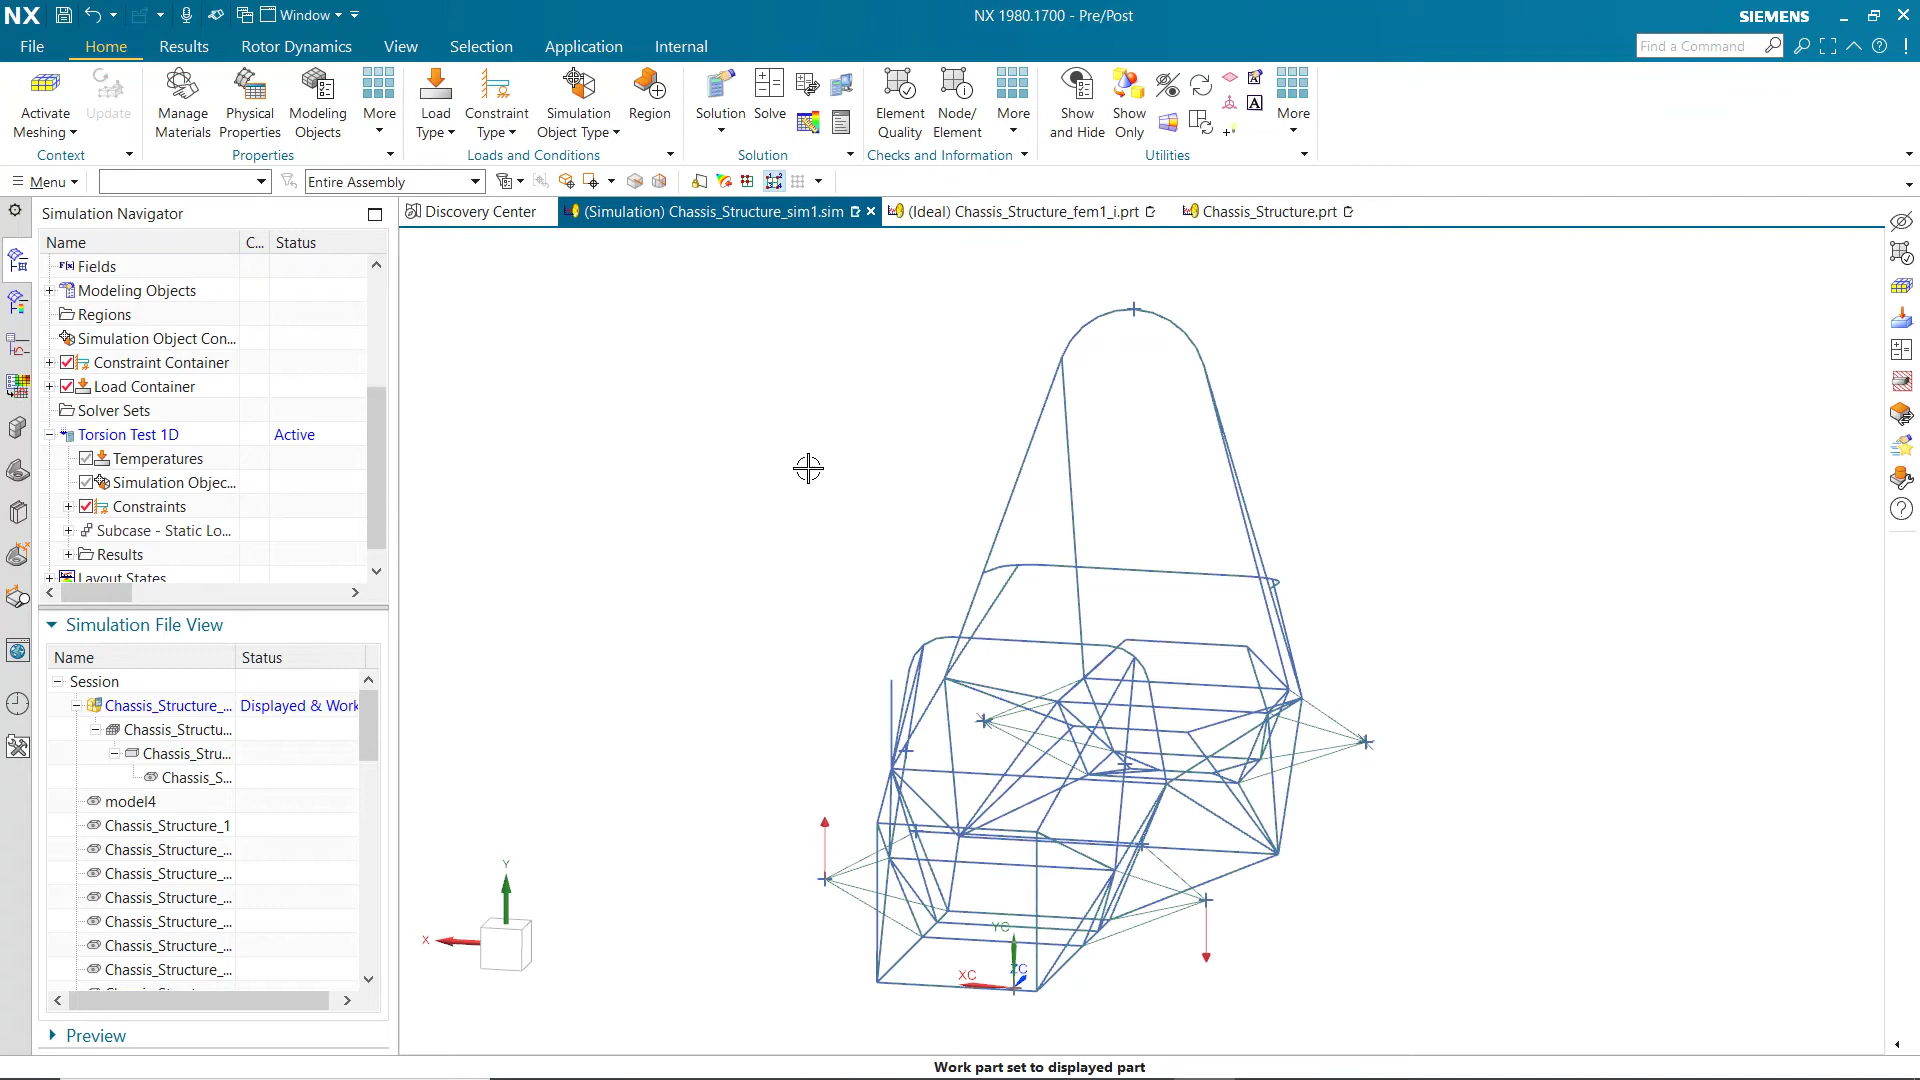 NX Window NX 1980.1700 - Pre/Post SIEMENS
File Home Results Rotor Dynamics View Selection Application Internal Find a Command
Activate Meshing Update Manage Materials Physical Properties Modeling Objects More Load Type Constraint Type Simulation Object Type Region Solution Solve Element Quality Node/ Element More Show and Hide Show Only More
Context Properties Loads and Conditions Solution Checks and Information Utilities
Menu Entire Assembly
Simulation Navigator
Discovery Center (Simulation) Chassis_Structure_sim1.sim (Ideal) Chassis_Structure_fem1_i.prt Chassis_Structure.prt
Name C... Status
Fields
Modeling Objects
Regions
Simulation Object Con...
Constraint Container
Load Container
Solver Sets
Torsion Test 1D Active
Temperatures
Simulation Objec...
Constraints
Subcase - Static Lo...
Results
Layout States
Simulation File View
Name Status
Session
Chassis_Structure_... Displayed & Work
Chassis_Structu...
Chassis_Stru...
Chassis_S...
model4
Chassis_Structure_1
Chassis_Structure_...
Chassis_Structure_...
Chassis_Structure_...
Chassis_Structure_...
Chassis_Structure_...
Chassis_Structure_...
Preview
Y
X
YC
XC
ZC
Work part set to displayed part